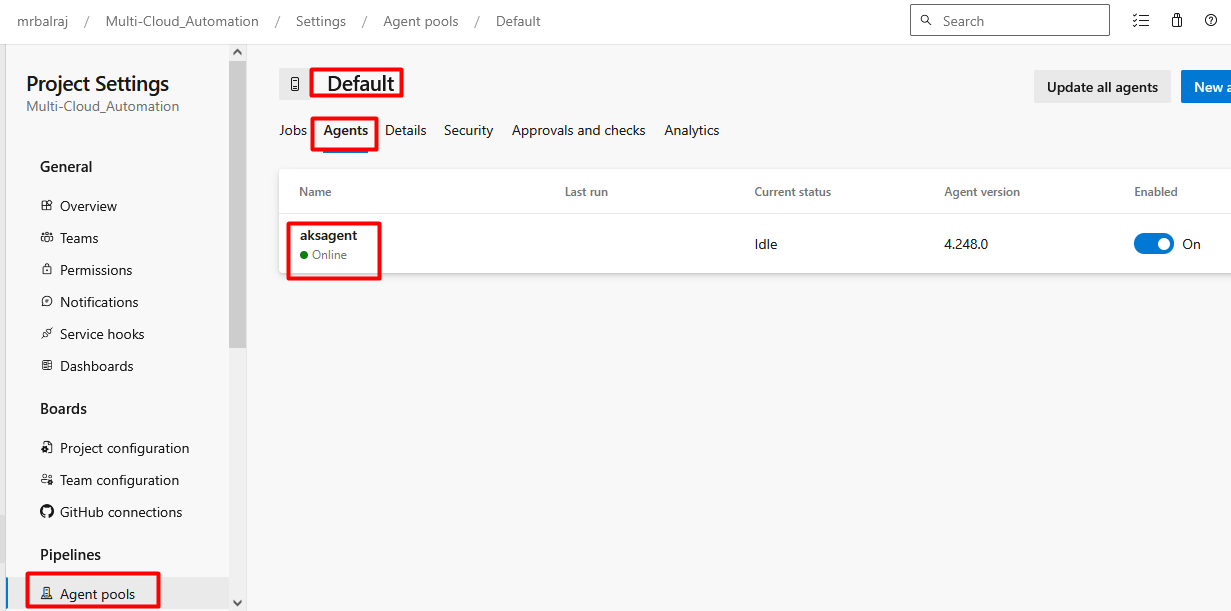 mrbalraj / Multi-Cloud_Automation / Settings / Agent pools / Default
Search
Project Settings
Multi-Cloud_Automation
General
Overview
Teams
Permissions
Notifications
Service hooks
Dashboards
Boards
Project configuration
Team configuration
GitHub connections
Pipelines
Agent pools
Default
Update all agents
New a
Jobs Agents Details Security Approvals and checks Analytics
Name Last run Current status Agent version Enabled
aksagent
Online
Idle 4.248.0 On